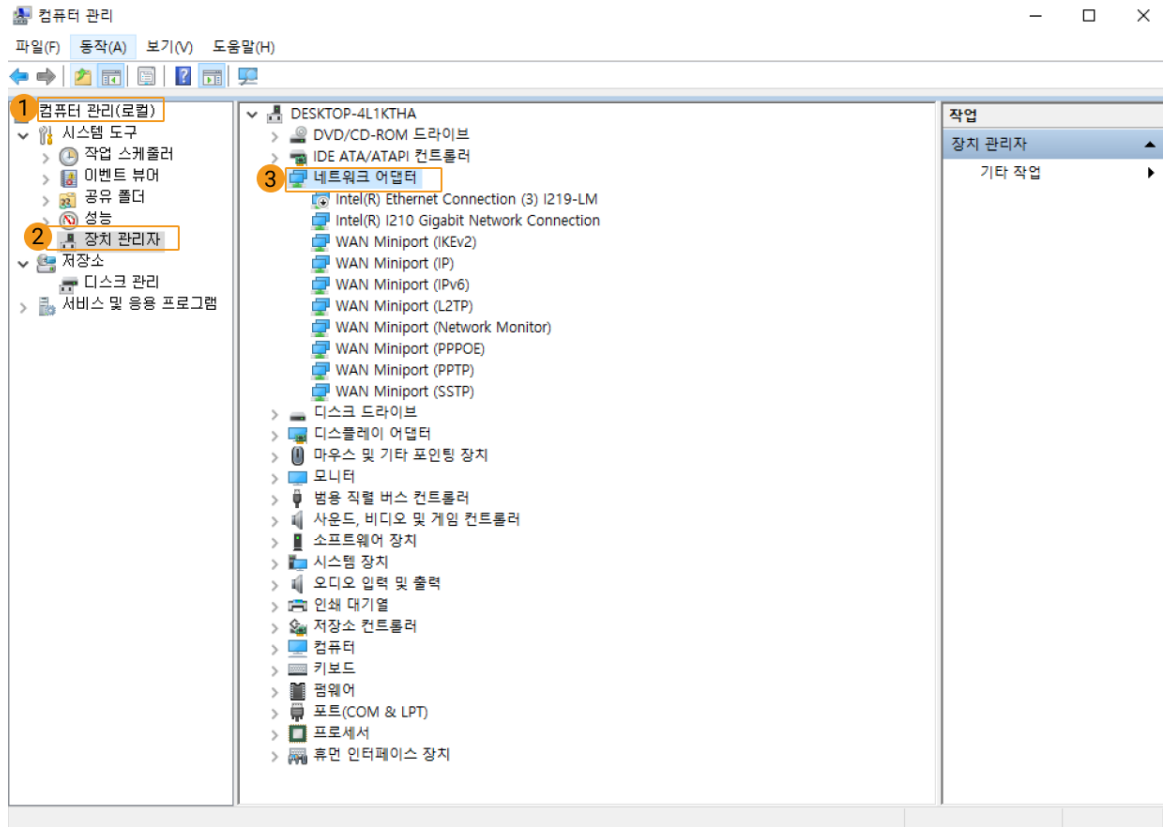 컴퓨터 관리
파일(F) 동작(A) 보기(V) 도움말(H)
1 컴퓨터 관리(로컬)
시스템 도구
작업 스케줄러
이벤트 뷰어
공유 폴더
성능
2 장치 관리자
저장소
디스크 관리
서비스 및 응용 프로그램
DESKTOP-4L1KTHA
DVD/CD-ROM 드라이브
IDE ATA/ATAPI 컨트롤러
3 네트워크 어댑터
Intel(R) Ethernet Connection (3) I219-LM
Intel(R) I210 Gigabit Network Connection
WAN Miniport (IKEv2)
WAN Miniport (IP)
WAN Miniport (IPv6)
WAN Miniport (L2TP)
WAN Miniport (Network Monitor)
WAN Miniport (PPPOE)
WAN Miniport (PPTP)
WAN Miniport (SSTP)
디스크 드라이브
디스플레이 어댑터
마우스 및 기타 포인팅 장치
모니터
범용 직렬 버스 컨트롤러
사운드, 비디오 및 게임 컨트롤러
소프트웨어 장치
시스템 장치
오디오 입력 및 출력
인쇄 대기열
저장소 컨트롤러
컴퓨터
키보드
펌웨어
포트(COM & LPT)
프로세서
휴먼 인터페이스 장치
작업
장치 관리자
기타 작업